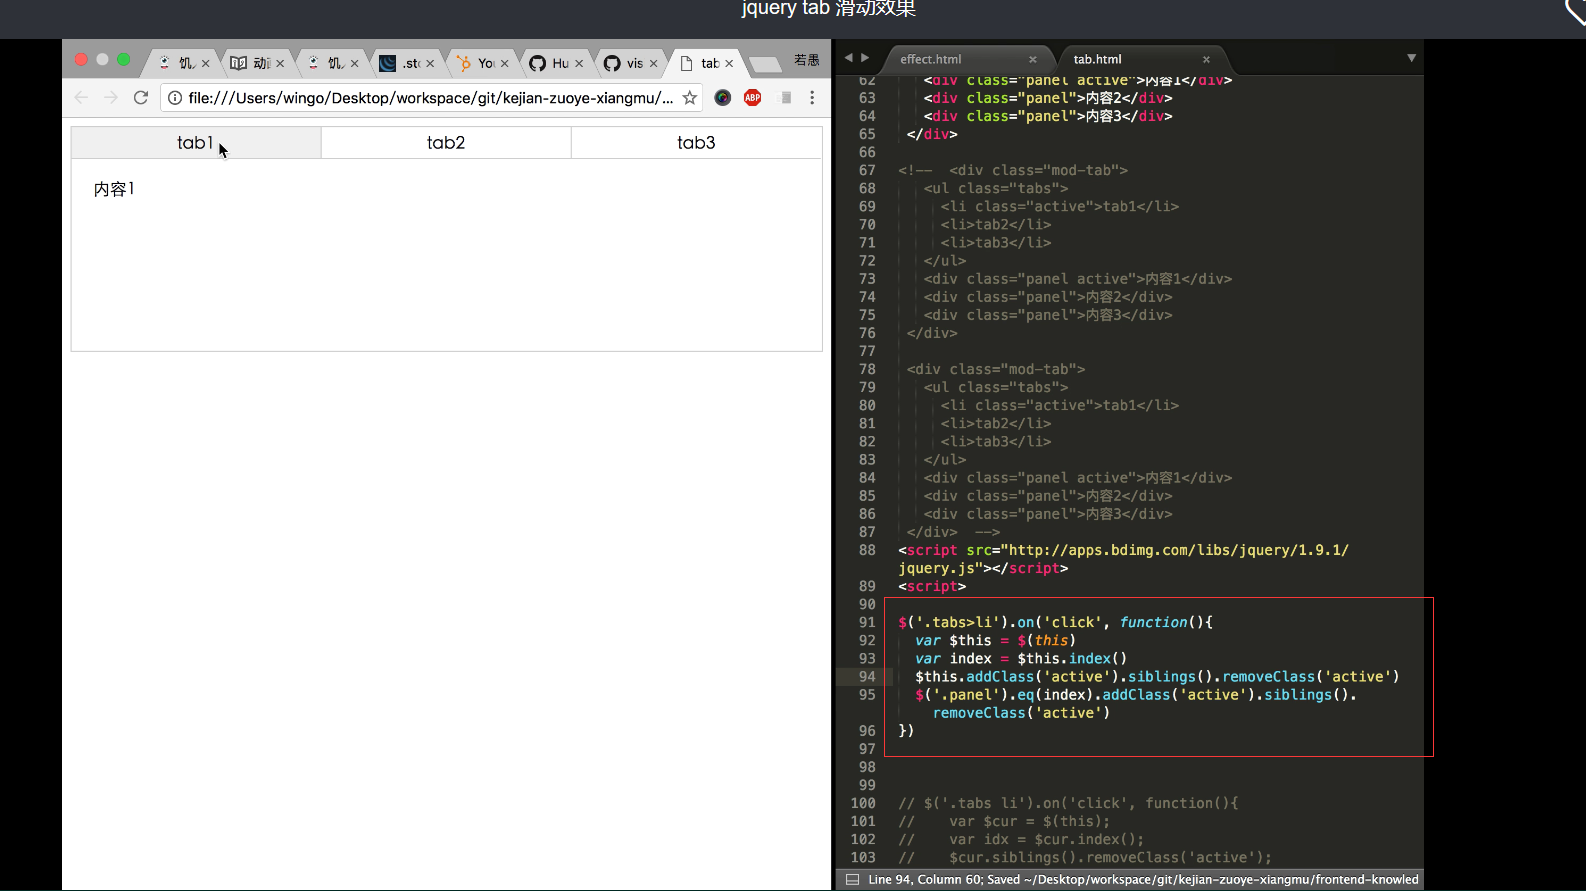 jquery tab 滑动效果
饥 动画 饥 .st Yo Hu vis tab 若愚
file:///Users/wingo/Desktop/workspace/git/kejian-zuoye-xiangmu/... ABP
tab1 tab2 tab3
内容1
effect.html tab.html
62 <div class="panel active">内容1</div>
63 <div class="panel">内容2</div>
64 <div class="panel">内容3</div>
65 </div>
66
67 <!-- <div class="mod-tab">
68 <ul class="tabs">
69 <li class="active">tab1</li>
70 <li>tab2</li>
71 <li>tab3</li>
72 </ul>
73 <div class="panel active">内容1</div>
74 <div class="panel">内容2</div>
75 <div class="panel">内容3</div>
76 </div>
77
78 <div class="mod-tab">
79 <ul class="tabs">
80 <li class="active">tab1</li>
81 <li>tab2</li>
82 <li>tab3</li>
83 </ul>
84 <div class="panel active">内容1</div>
85 <div class="panel">内容2</div>
86 <div class="panel">内容3</div>
87 </div> -->
88 <script src="http://apps.bdimg.com/libs/jquery/1.9.1/
jquery.js"></script>
89 <script>
90
91 $('.tabs>li').on('click', function(){
92 var $this = $(this)
93 var index = $this.index()
94 $this.addClass('active').siblings().removeClass('active')
95 $('.panel').eq(index).addClass('active').siblings().
removeClass('active')
96 })
97
98
99
100 // $('.tabs li').on('click', function(){
101 // var $cur = $(this);
102 // var idx = $cur.index();
103 // $cur.siblings().removeClass('active');
Line 94, Column 60; Saved ~/Desktop/workspace/git/kejian-zuoye-xiangmu/frontend-knowled